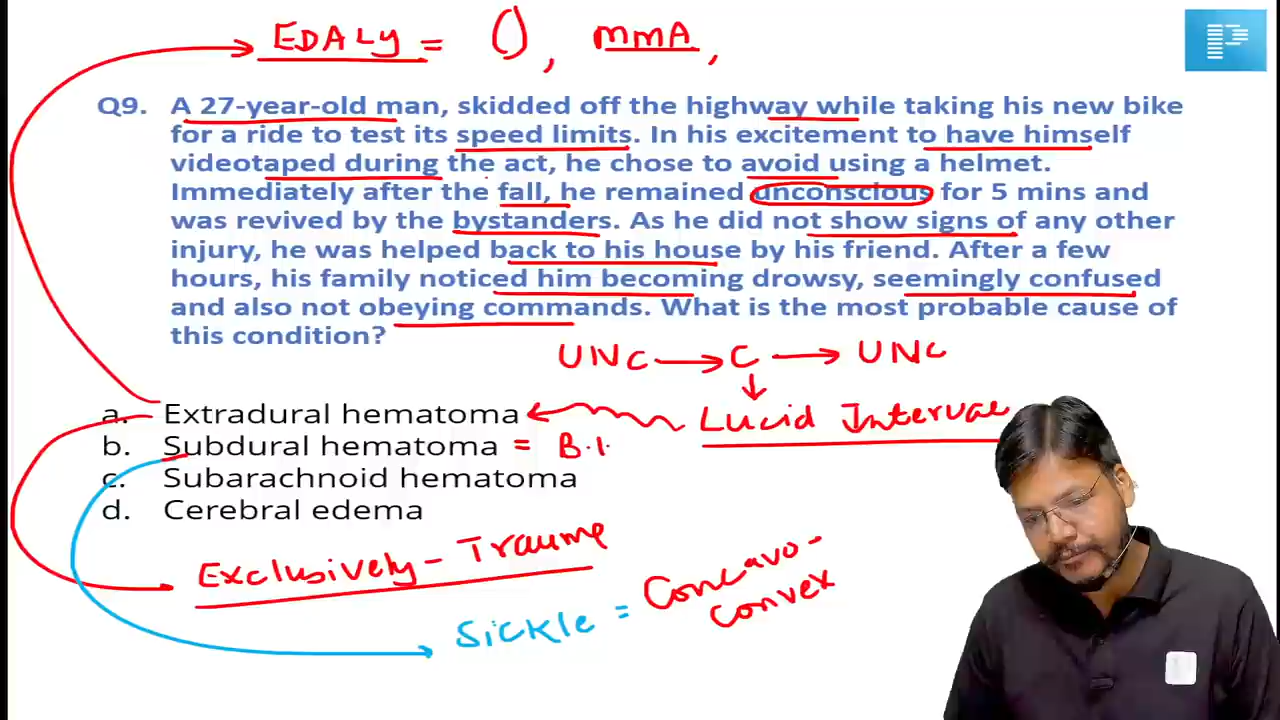 EDALY = (), MMA,
Q9. A 27-year-old man, skidded off the highway while taking his new bike
for a ride to test its speed limits. In his excitement to have himself
videotaped during the act, he chose to avoid using a helmet.
Immediately after the fall, he remained unconscious for 5 mins and
was revived by the bystanders. As he did not show signs of any other
injury, he was helped back to his house by his friend. After a few
hours, his family noticed him becoming drowsy, seemingly confused
and also not obeying commands. What is the most probable cause of
this condition?
UNC → C → UNC
↓
a. Extradural hematoma ← Lucid Interval
b. Subdural hematoma = B.
c. Subarachnoid hematoma
d. Cerebral edema
Exclusively - Trauma
Sickle = Concavo-
convex